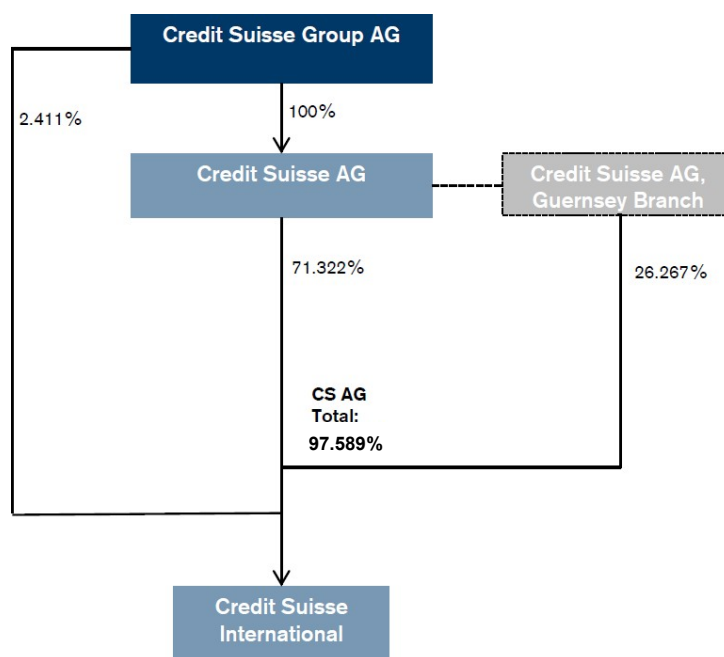 Credit Suisse Group AG
2.411%
100%
Credit Suisse AG
Credit Suisse AG,
Guernsey Branch
71.322%
26.267%
CS AG
Total:
97.589%
Credit Suisse
International